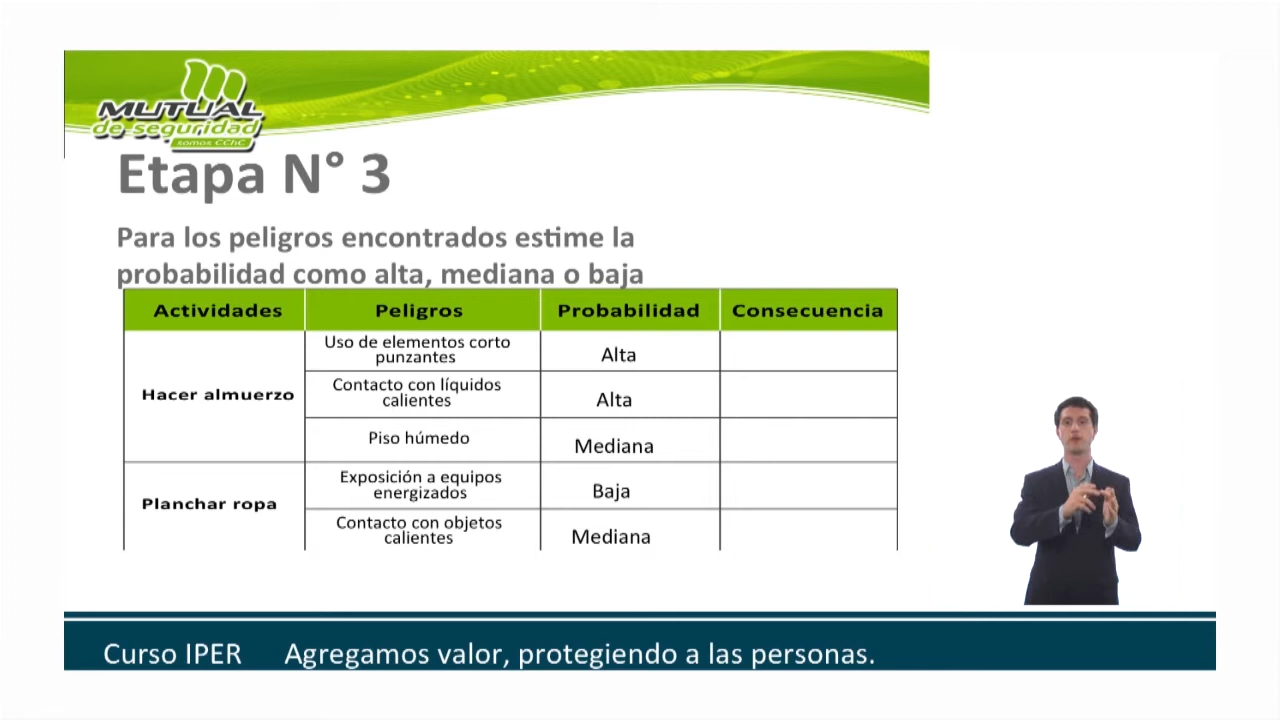 MUTUAL
de seguridad
somos CChC
Etapa N° 3
Para los peligros encontrados estime la
probabilidad como alta, mediana o baja
Actividades Peligros Probabilidad Consecuencia
Hacer almuerzo
Uso de elementos corto
punzantes
Alta
Contacto con líquidos
calientes
Alta
Piso húmedo
Mediana
Planchar ropa
Exposición a equipos
energizados
Baja
Contacto con objetos
calientes
Mediana
Curso IPER Agregamos valor, protegiendo a las personas.